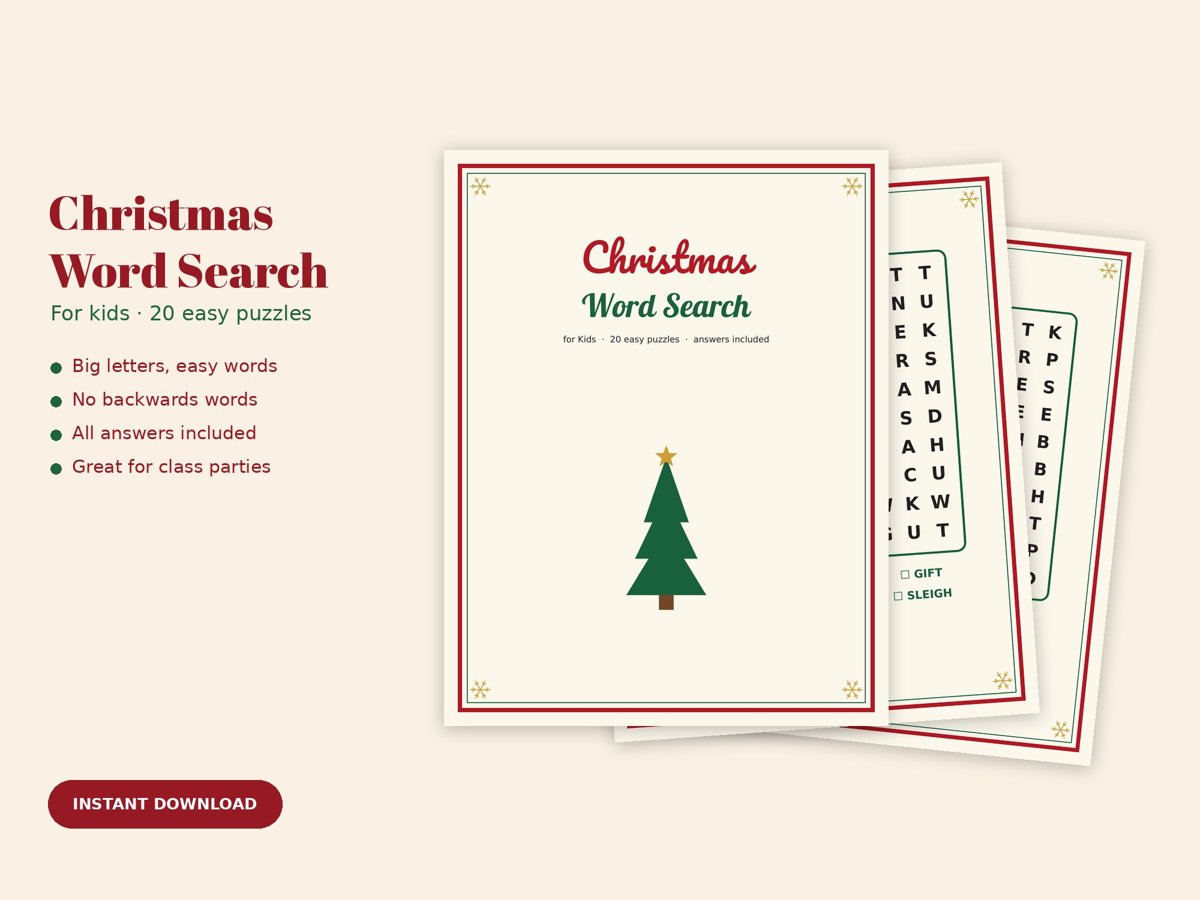 Christmas
Word Search
For kids · 20 easy puzzles
Big letters, easy words
No backwards words
All answers included
Great for class parties
INSTANT DOWNLOAD
Christmas
Word Search
for Kids · 20 easy puzzles · answers included
T T
N U
E K
R S
A M
S D
A H
C U
K W
U T
☐ GIFT
☐ SLEIGH
T K
R P
E S
E
B
B
H
T
P